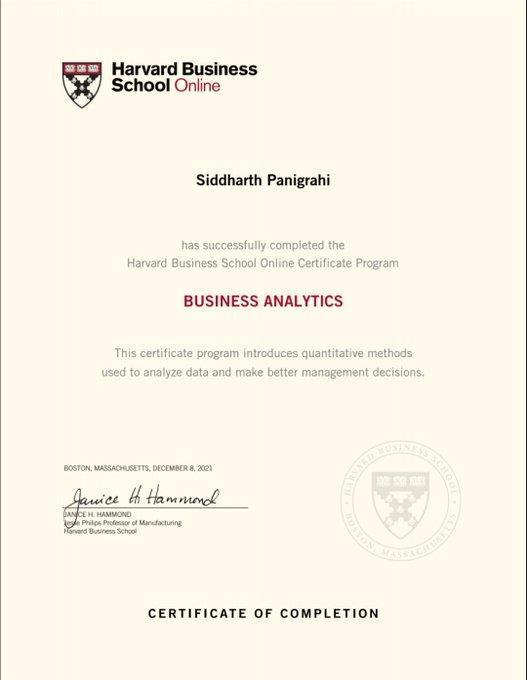 Harvard Business
School Online
Siddharth Panigrahi
has successfully completed the
Harvard Business School Online Certificate Program
BUSINESS ANALYTICS
This certificate program introduces quantitative methods
used to analyze data and make better management decisions.
BOSTON, MASSACHUSETTS, DECEMBER 8, 2021
Janice H Hammond
JANICE H. HAMMOND
Jesse Philips Professor of Manufacturing
Harvard Business School
HARVARD BUSINESS SCHOOL
BOSTON, MASSACHUSETTS
CERTIFICATE OF COMPLETION